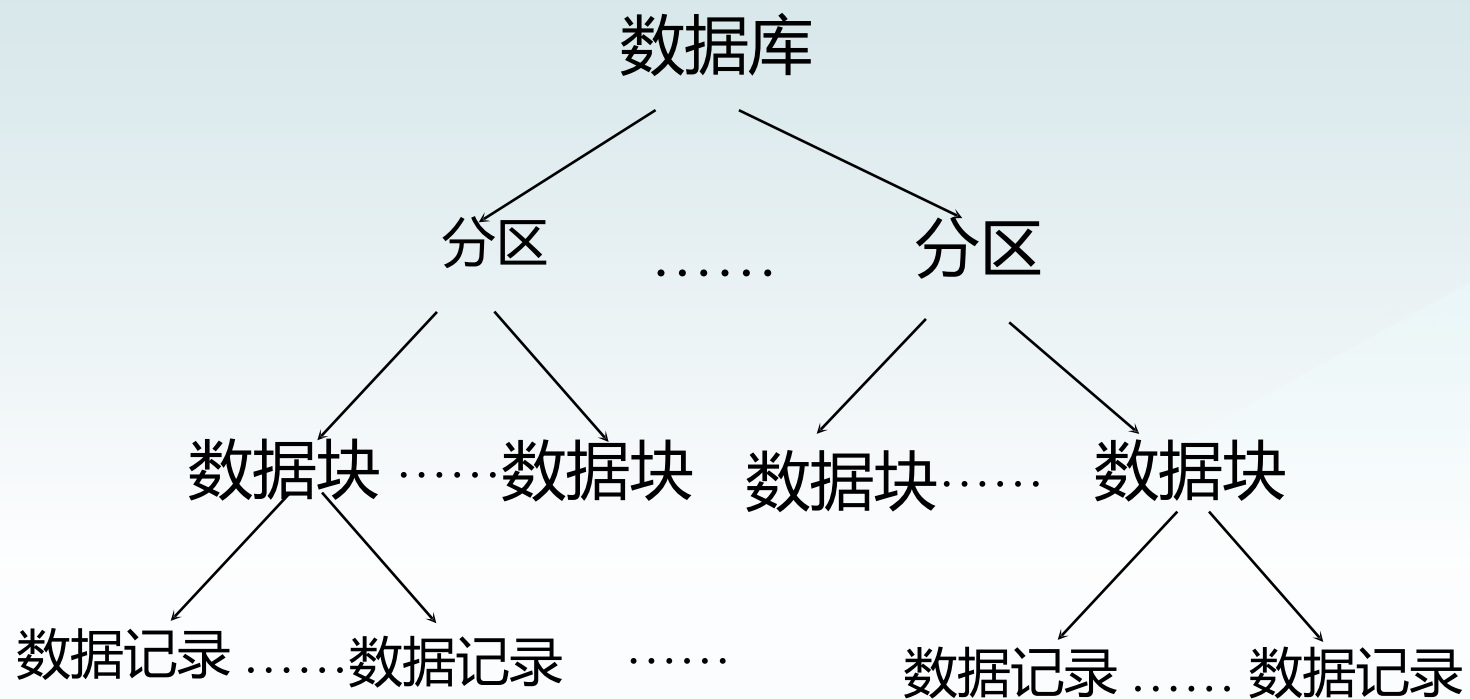 数据库
分区 …… 分区
数据块 ……数据块 数据块…… 数据块
数据记录 ……数据记录 …… 数据记录 …… 数据记录